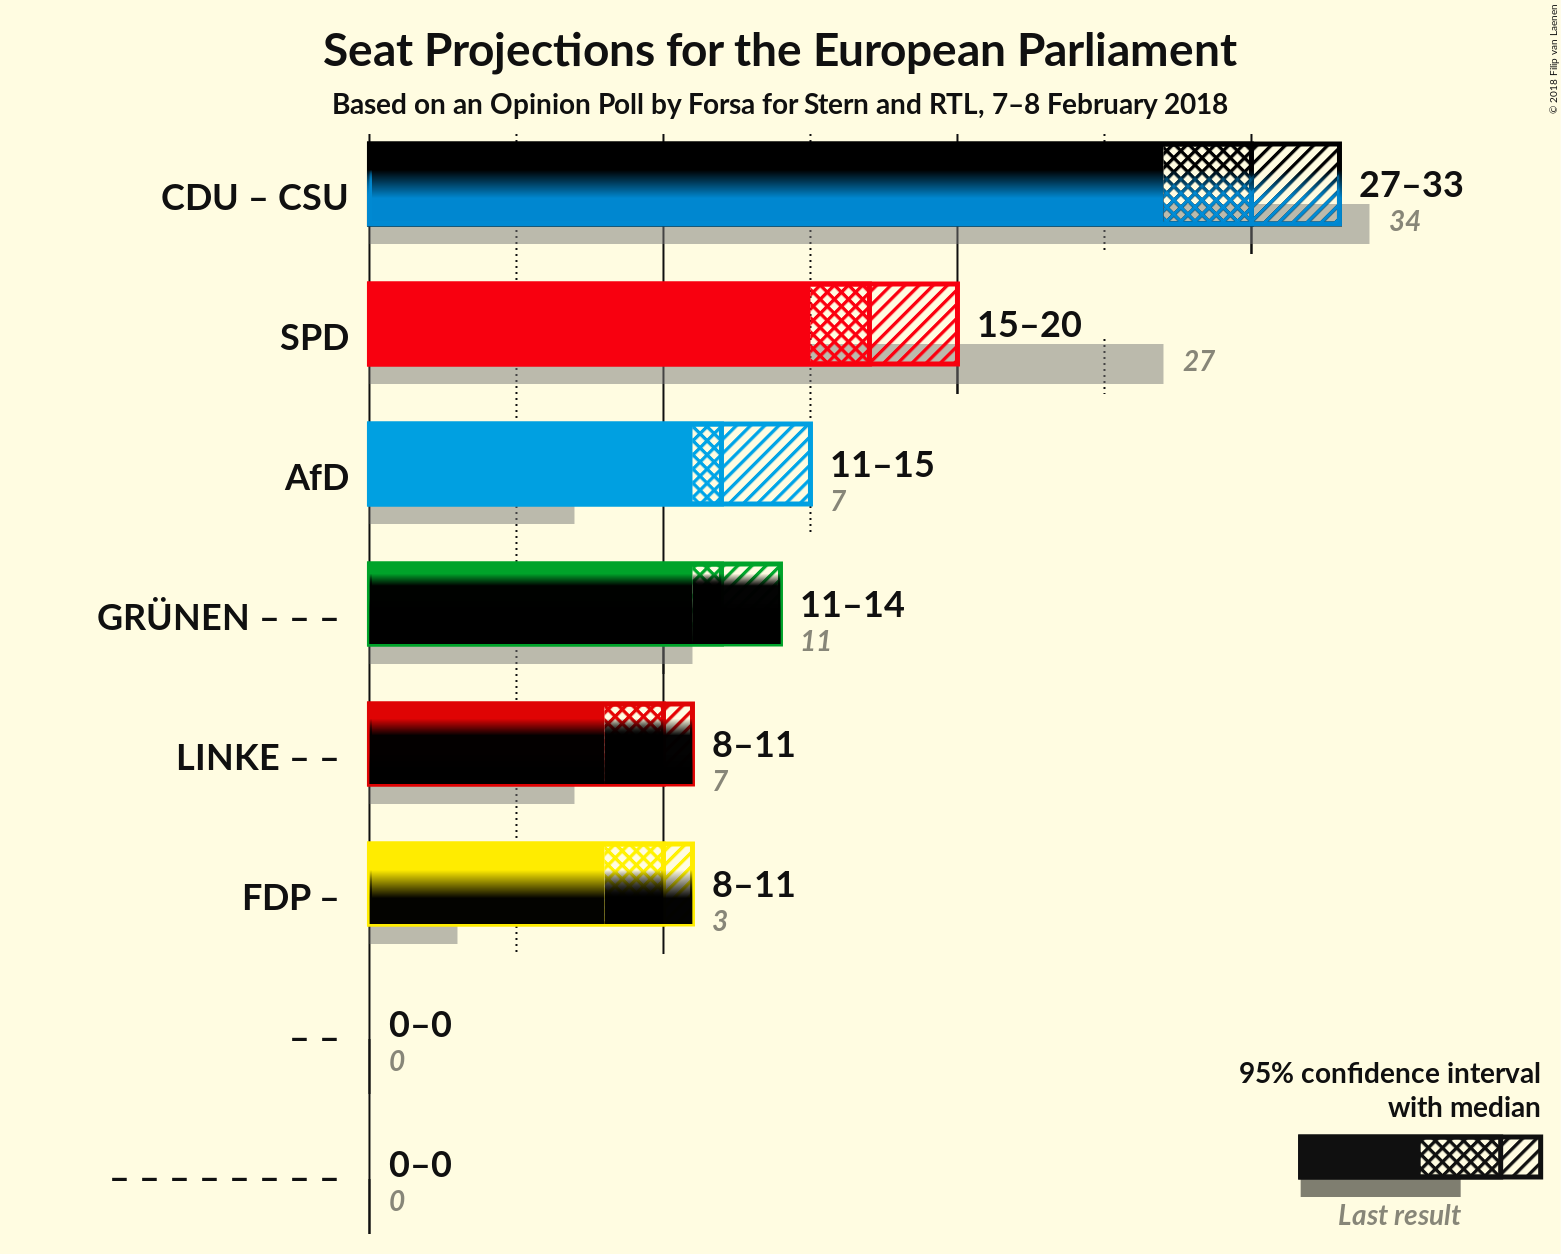 Seat Projections for the European Parliament
Based on an Opinion Poll by Forsa for Stern and RTL, 7–8 February 2018
© 2018 Filip van Laenen
CDU – CSU
27–33
34
SPD
15–20
27
AfD
11–15
7
GRÜNEN – – –
11–14
11
LINKE – –
8–11
7
FDP –
8–11
3
– –
0–0
0
– – – – – – – –
0–0
0
95% confidence interval
with median
Last result